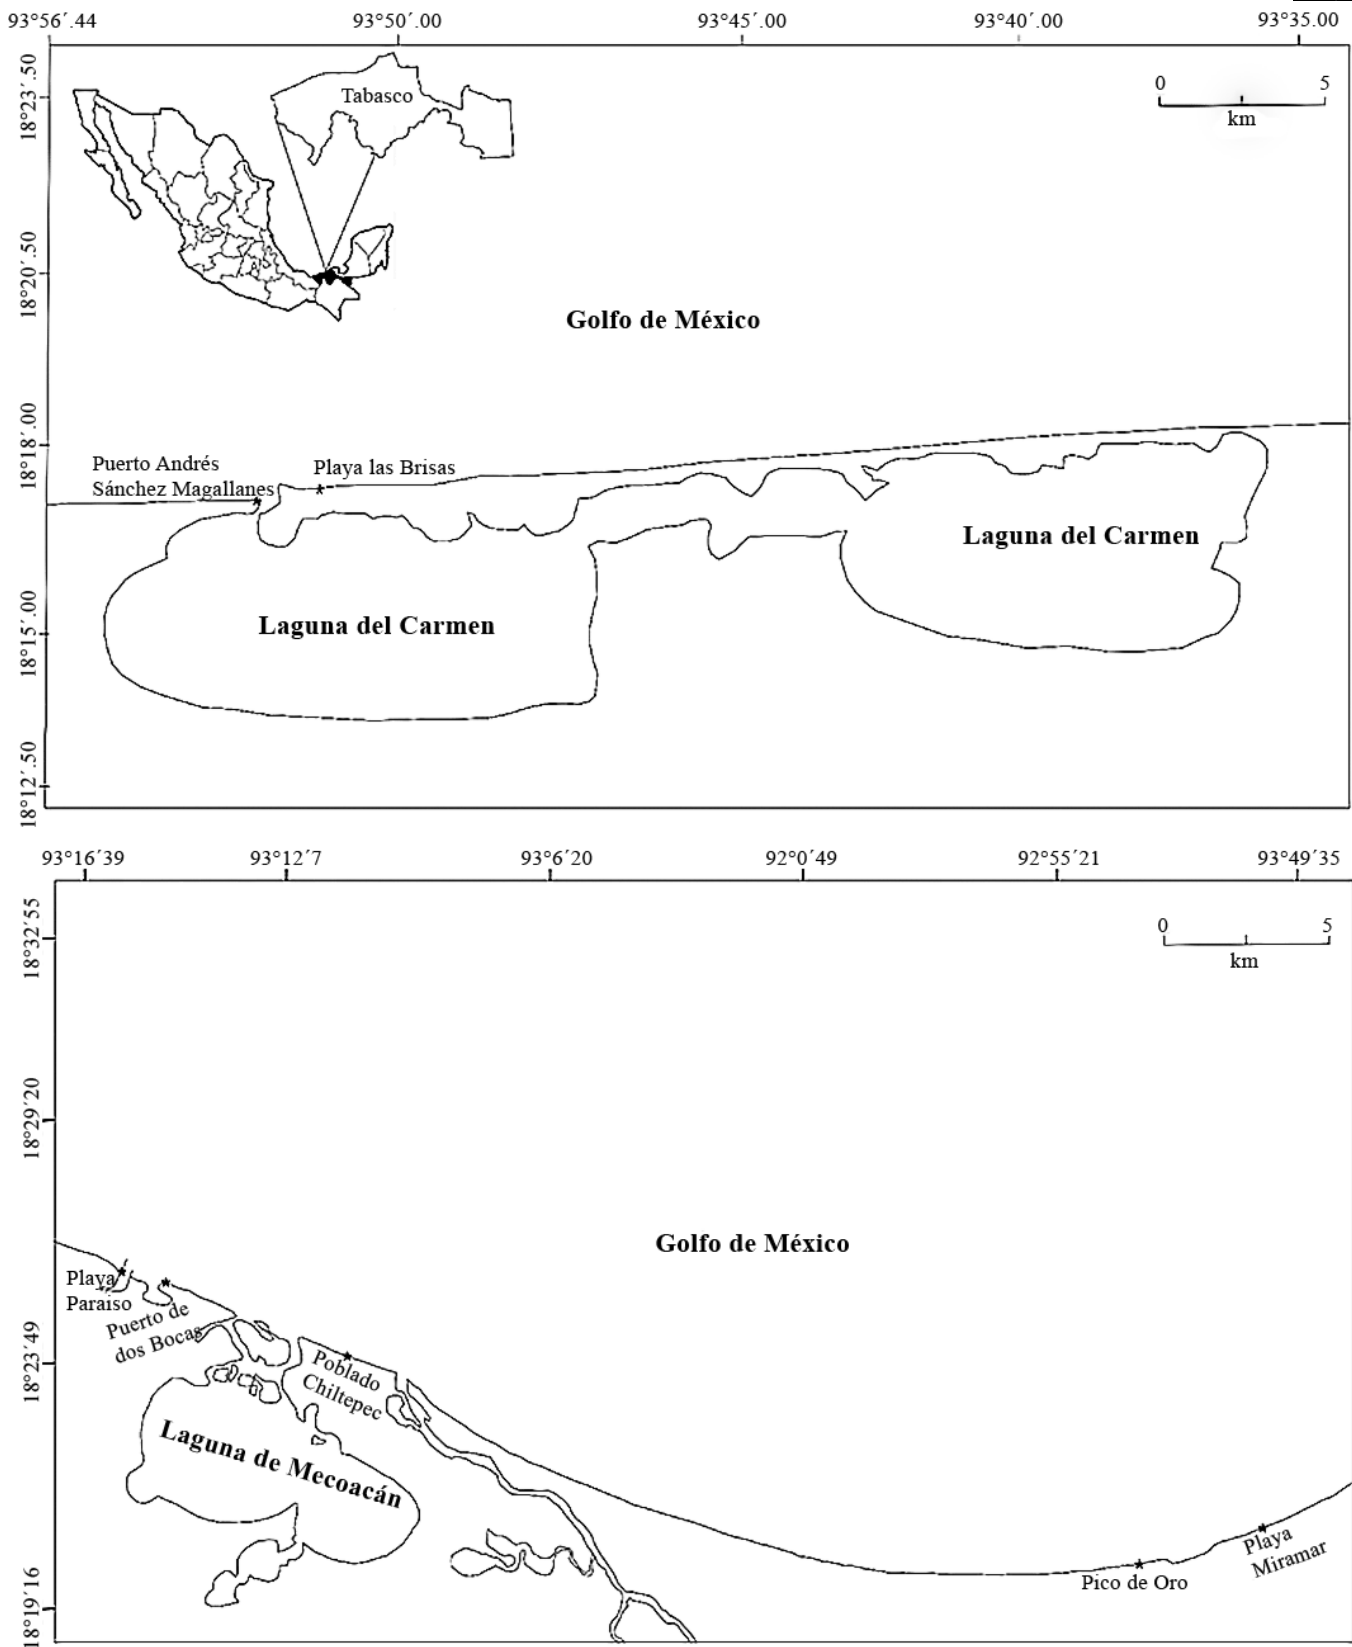 93°56´.44 93°50´.00 93°45´.00 93°40´.00 93°35.00
18°23´.50
18°20´.50
18°18´.00
18°15´.00
18°12´.50
Tabasco
0 5
km
Golfo de México
Puerto Andrés
Sánchez Magallanes
Playa las Brisas
Laguna del Carmen
Laguna del Carmen
93°16´39 93°12´7 93°6´20 92°0´49 92°55´21 93°49´35
18°32´55
18°29´20
18°23´49
18°19´16
0 5
km
Golfo de México
Playa
Paraíso
Puerto de
dos Bocas
Poblado
Chiltepec
Laguna de Mecoacán
Pico de Oro
Playa
Miramar